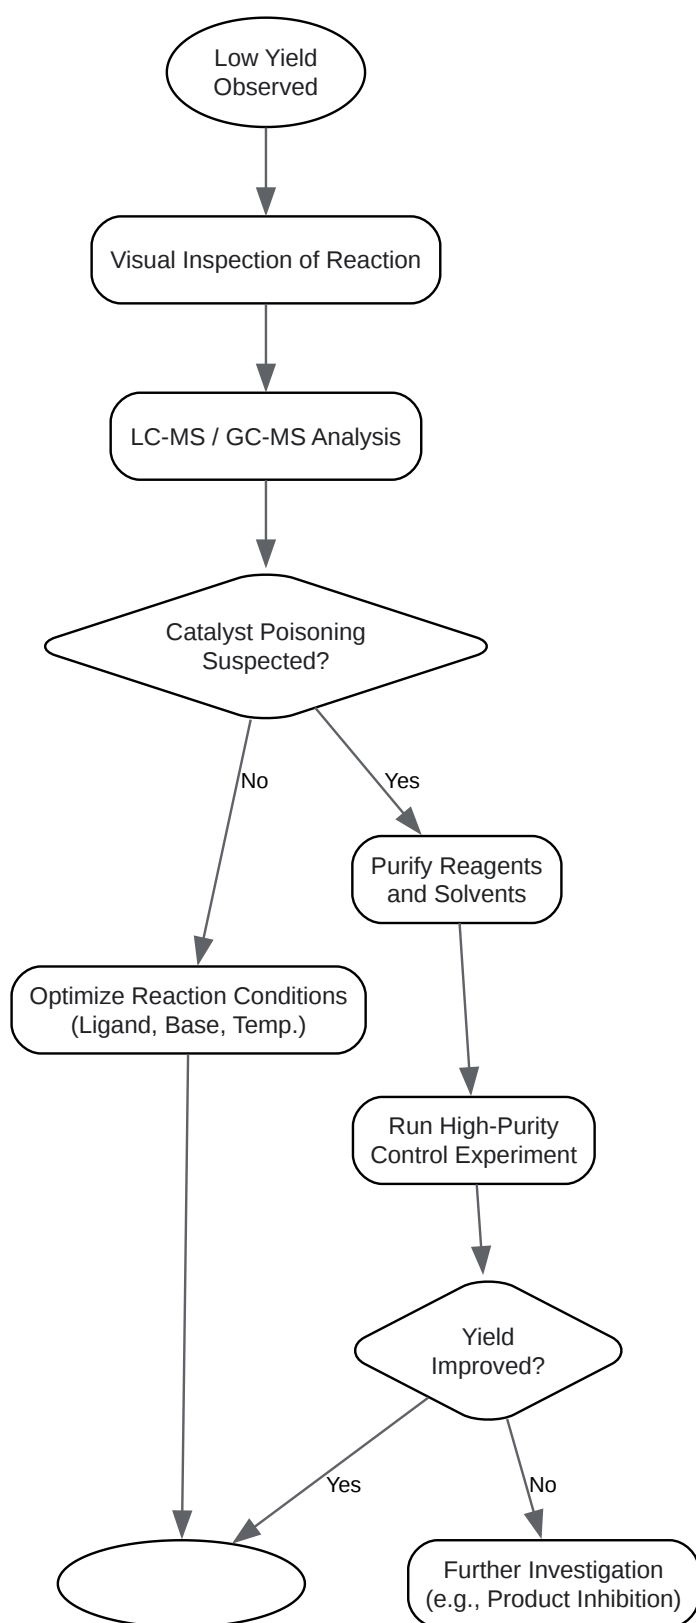 Low Yield
Observed
Visual Inspection of Reaction
LC-MS / GC-MS Analysis
Catalyst Poisoning
Suspected?
No
Yes
Purify Reagents
and Solvents
Optimize Reaction Conditions
(Ligand, Base, Temp.)
Run High-Purity
Control Experiment
Yield
Improved?
Yes
No
Further Investigation
(e.g., Product Inhibition)